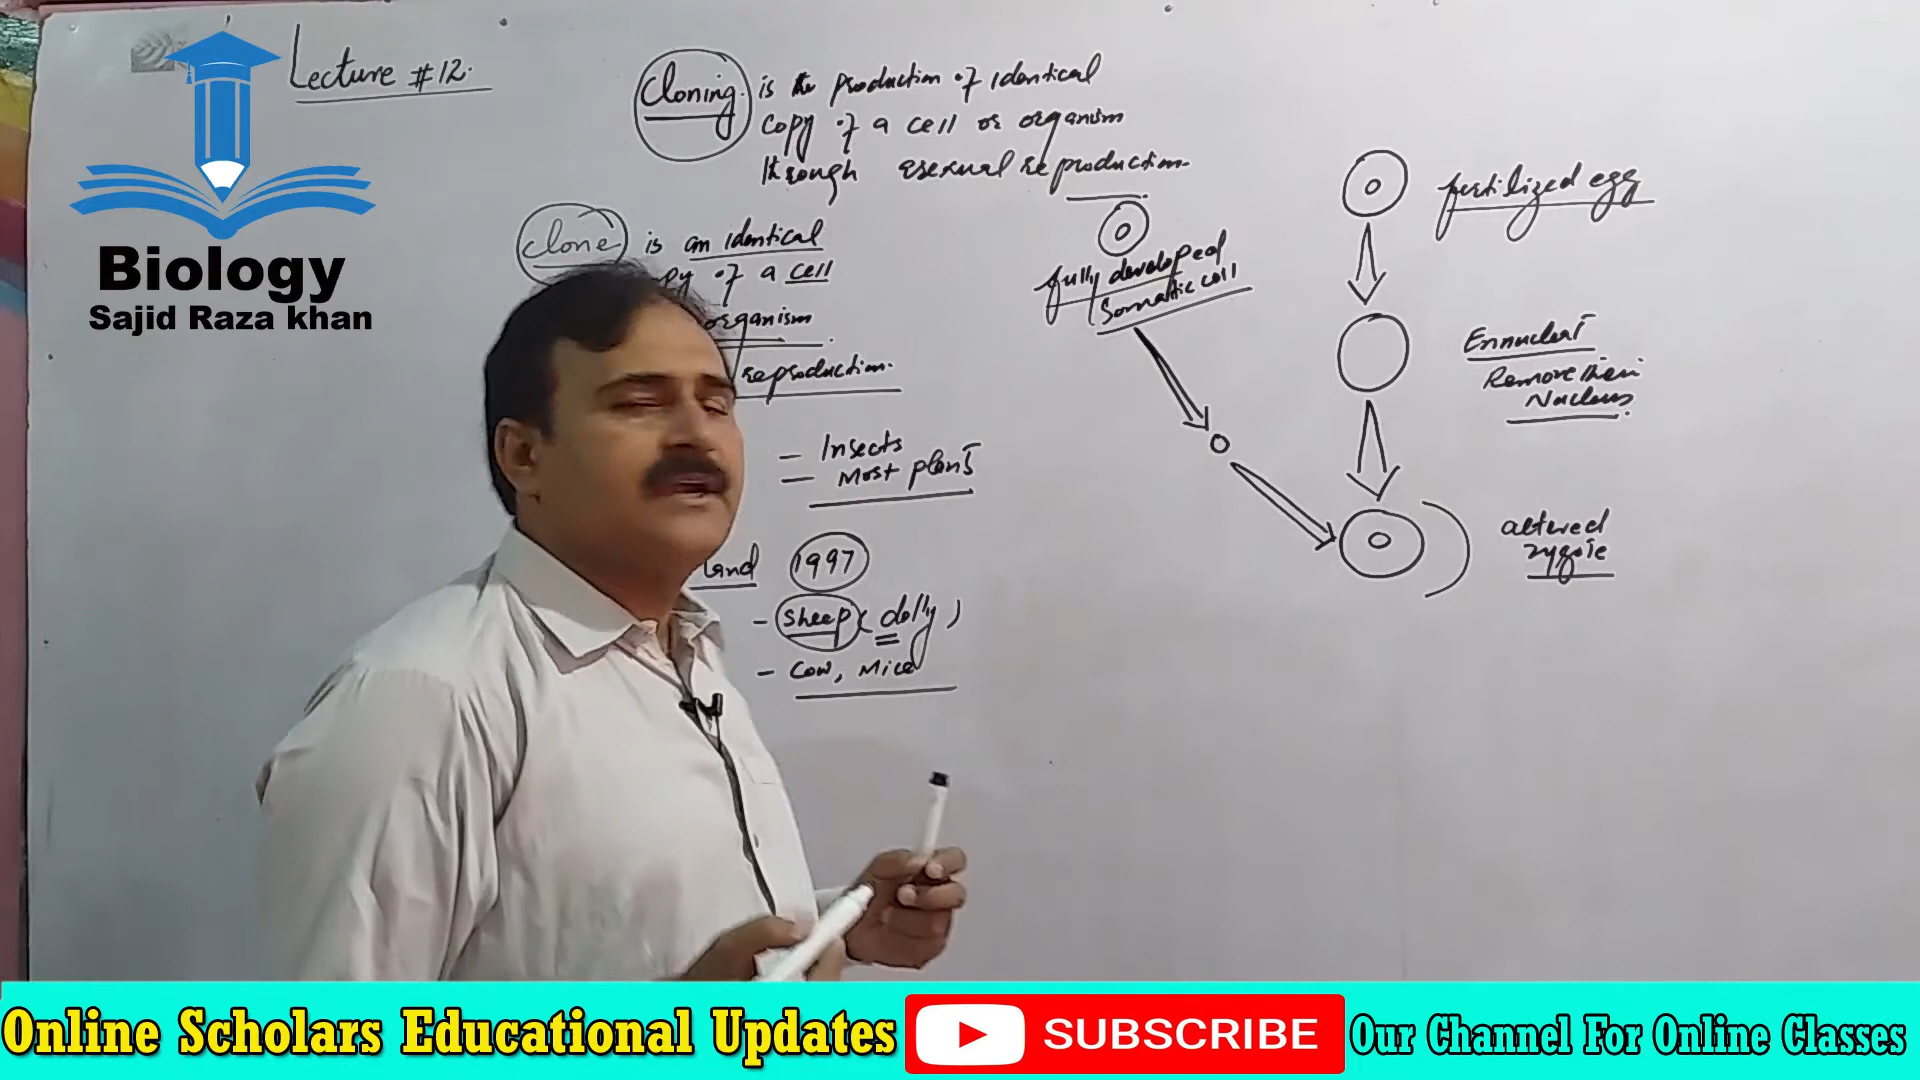 Lecture #12.
Biology
Sajid Raza khan
Cloning. is the production of identical
copy of a cell or organism
through asexual reproduction.
Clone is an identical
of a cell
organism
reproduction.
- Insects
- Most plants
land 1997
- Sheep (dolly)
- Cow, Mice
fully developed
Somatic cell
fertilized egg
Ennucleat
Remove their
Nucleus.
altered
zygote
Online Scholars Educational Updates
SUBSCRIBE
Our Channel For Online Classes